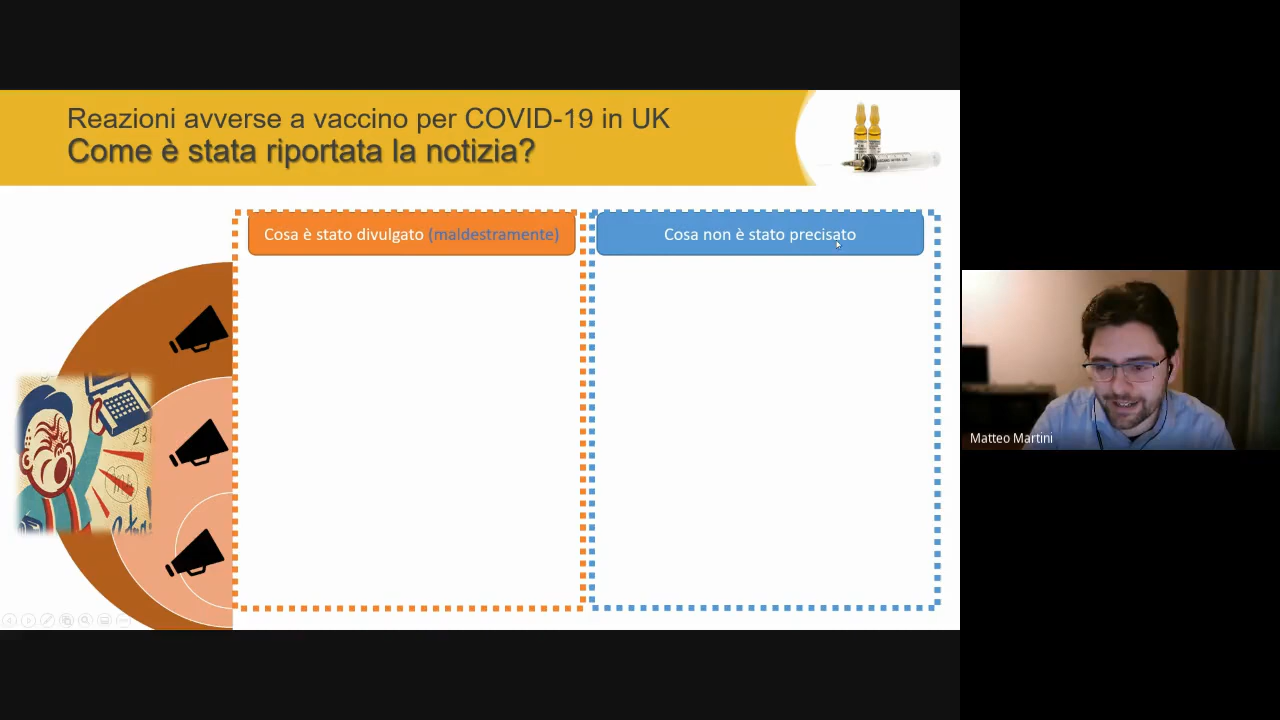 Reazioni avverse a vaccino per COVID-19 in UK
Come è stata riportata la notizia?
Cosa è stato divulgato (maldestramente)
Cosa non è stato precisato
23
Matteo Martini